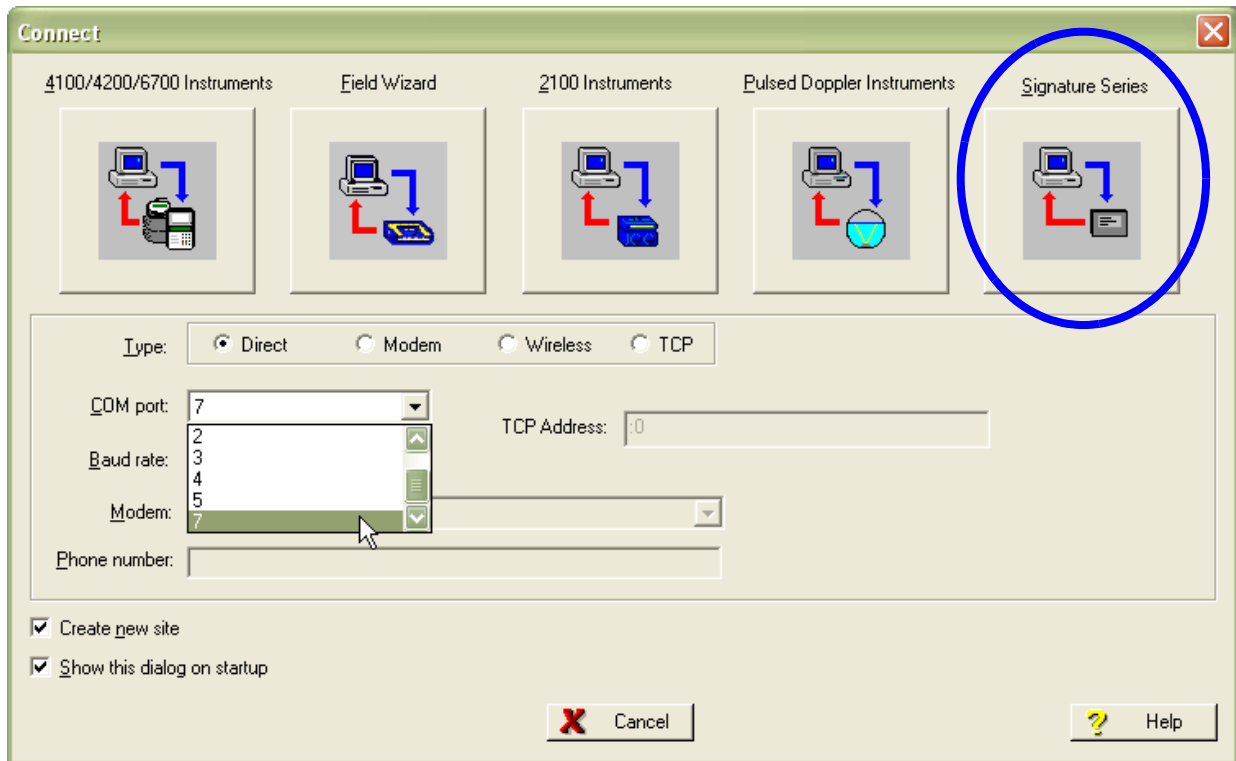 Connect
4100/4200/6700 Instruments
Field Wizard
2100 Instruments
Pulsed Doppler Instruments
Signature Series
Type: Direct Modem Wireless TCP
COM port: 7
2
3
4
5
7
TCP Address: :0
Baud rate:
Modem:
Phone number:
Create new site
Show this dialog on startup
Cancel
Help